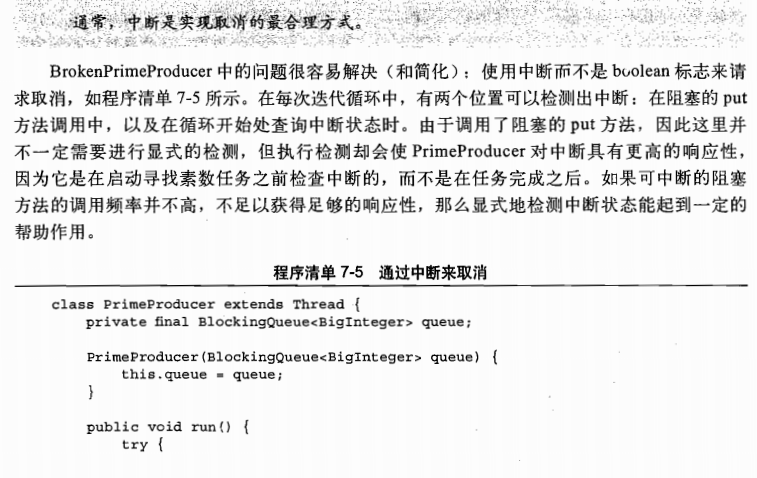 通常，中断是实现取消的最合理方式。
BrokenPrimeProducer 中的问题很容易解决（和简化）：使用中断而不是 boolean 标志来请
求取消，如程序清单 7-5 所示。在每次迭代循环中，有两个位置可以检测出中断：在阻塞的 put
方法调用中，以及在循环开始处查询中断状态时。由于调用了阻塞的 put 方法，因此这里并
不一定需要进行显式的检测，但执行检测却会使 PrimeProducer 对中断具有更高的响应性，
因为它是在启动寻找素数任务之前检查中断的，而不是在任务完成之后。如果可中断的阻塞
方法的调用频率并不高，不足以获得足够的响应性，那么显式地检测中断状态能起到一定的
帮助作用。
程序清单 7-5 通过中断来取消
class PrimeProducer extends Thread {
private final BlockingQueue<BigInteger> queue;
PrimeProducer(BlockingQueue<BigInteger> queue) {
this.queue = queue;
}
public void run() {
try {